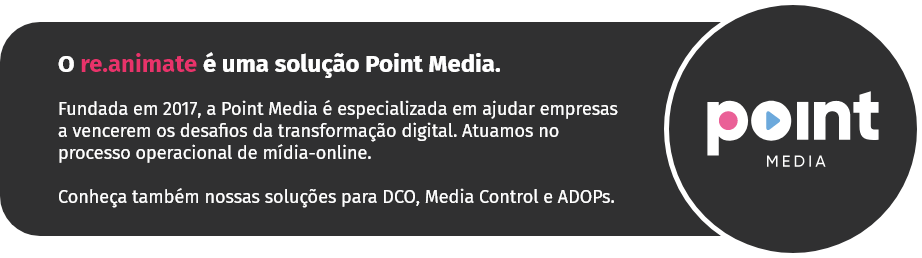 O re.animate é uma solução Point Media.
Fundada em 2017, a Point Media é especializada em ajudar empresas
a vencerem os desafios da transformação digital. Atuamos no
processo operacional de mídia-online.
Conheça também nossas soluções para DCO, Media Control e ADOPs.
point
MEDIA